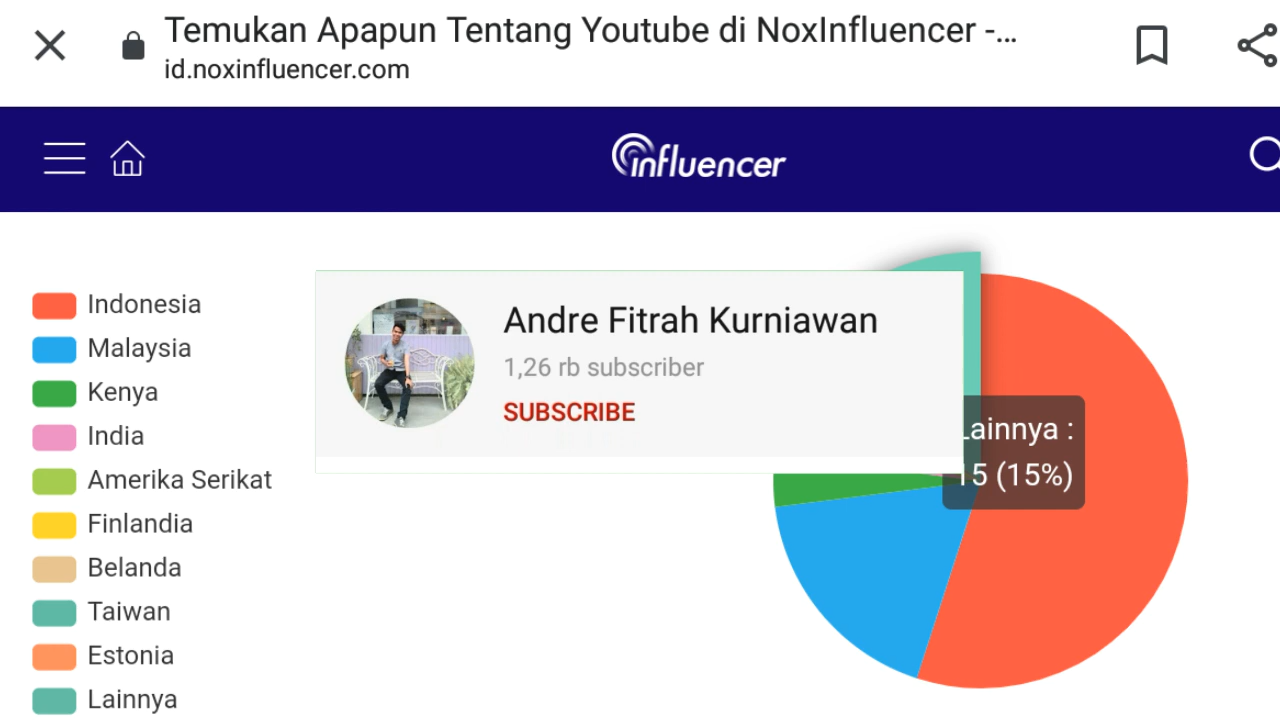 Temukan Apapun Tentang Youtube di NoxInfluencer -...
id.noxinfluencer.com
influencer
Indonesia
Malaysia
Kenya
India
Amerika Serikat
Finlandia
Belanda
Taiwan
Estonia
Lainnya
Andre Fitrah Kurniawan
1,26 rb subscriber
SUBSCRIBE
Lainnya :
15 (15%)